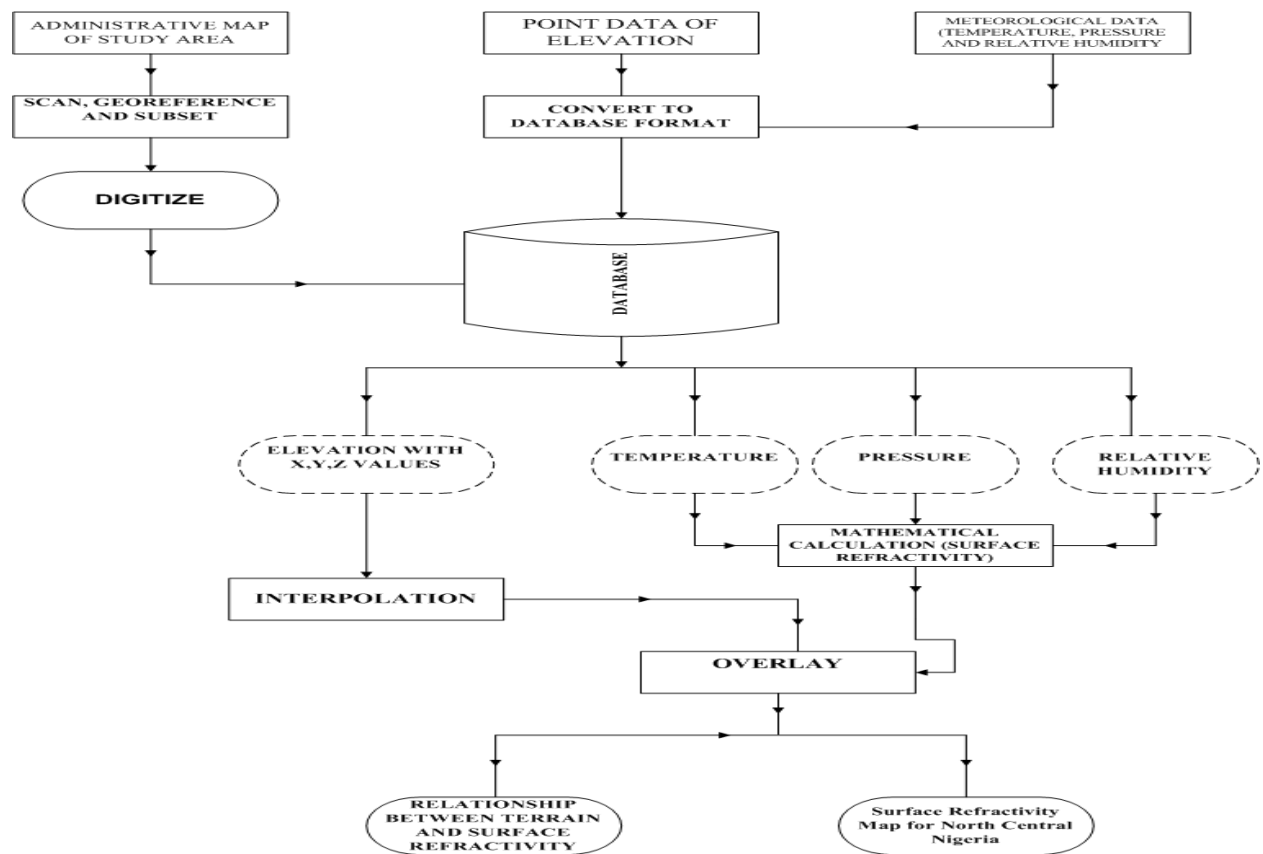 ADMINISTRATIVE MAP
OF STUDY AREA
POINT DATA OF
ELEVATION
METEOROLOGICAL DATA
(TEMPERATURE, PRESSURE
AND RELATIVE HUMIDITY
SCAN, GEOREFERENCE
AND SUBSET
CONVERT TO
DATABASE FORMAT
DIGITIZE
DATABASE
ELEVATION WITH
X,Y,Z VALUES
TEMPERATURE
PRESSURE
RELATIVE
HUMIDITY
MATHEMATICAL
CALCULATION (SURFACE
REFRACTIVITY)
INTERPOLATION
OVERLAY
RELATIONSHIP
BETWEEN TERRAIN
AND SURFACE
REFRACTIVITY
Surface Refractivity
Map for North Central
Nigeria